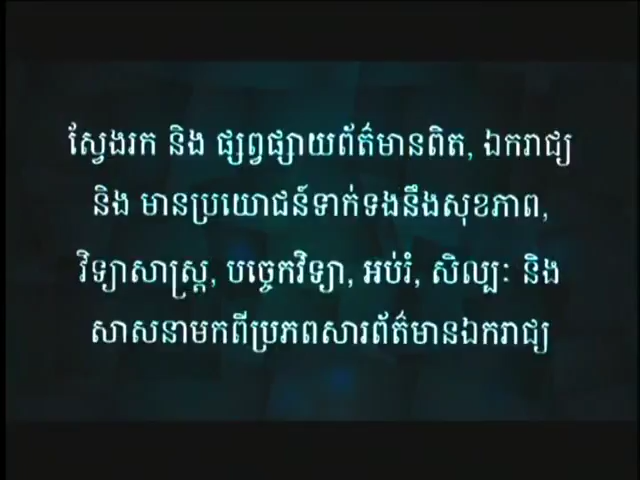 ស្វែងរក និង ផ្សព្វផ្សាយព័ត៌មានពិត, ឯករាជ្យ
និង មានប្រយោជន៍ទាក់ទងនឹងសុខភាព,
វិទ្យាសាស្ត្រ, បច្ចេកវិទ្យា, អប់រំ, សិល្បៈ និង
សាសនាមកពីប្រភពសារព័ត៌មានឯករាជ្យ